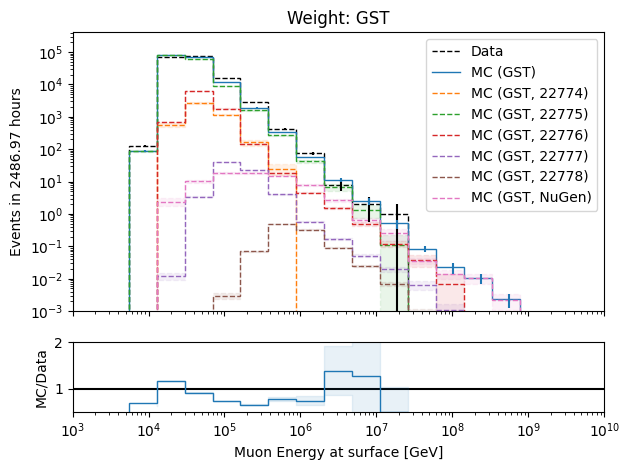 Weight: GST
Events in 2486.97 hours
10^5
10^4
10^3
10^2
10^1
10^0
10^-1
10^-2
10^-3
Data
MC (GST)
MC (GST, 22774)
MC (GST, 22775)
MC (GST, 22776)
MC (GST, 22777)
MC (GST, 22778)
MC (GST, NuGen)
MC/Data
2
1
10^3 10^4 10^5 10^6 10^7 10^8 10^9 10^10
Muon Energy at surface [GeV]